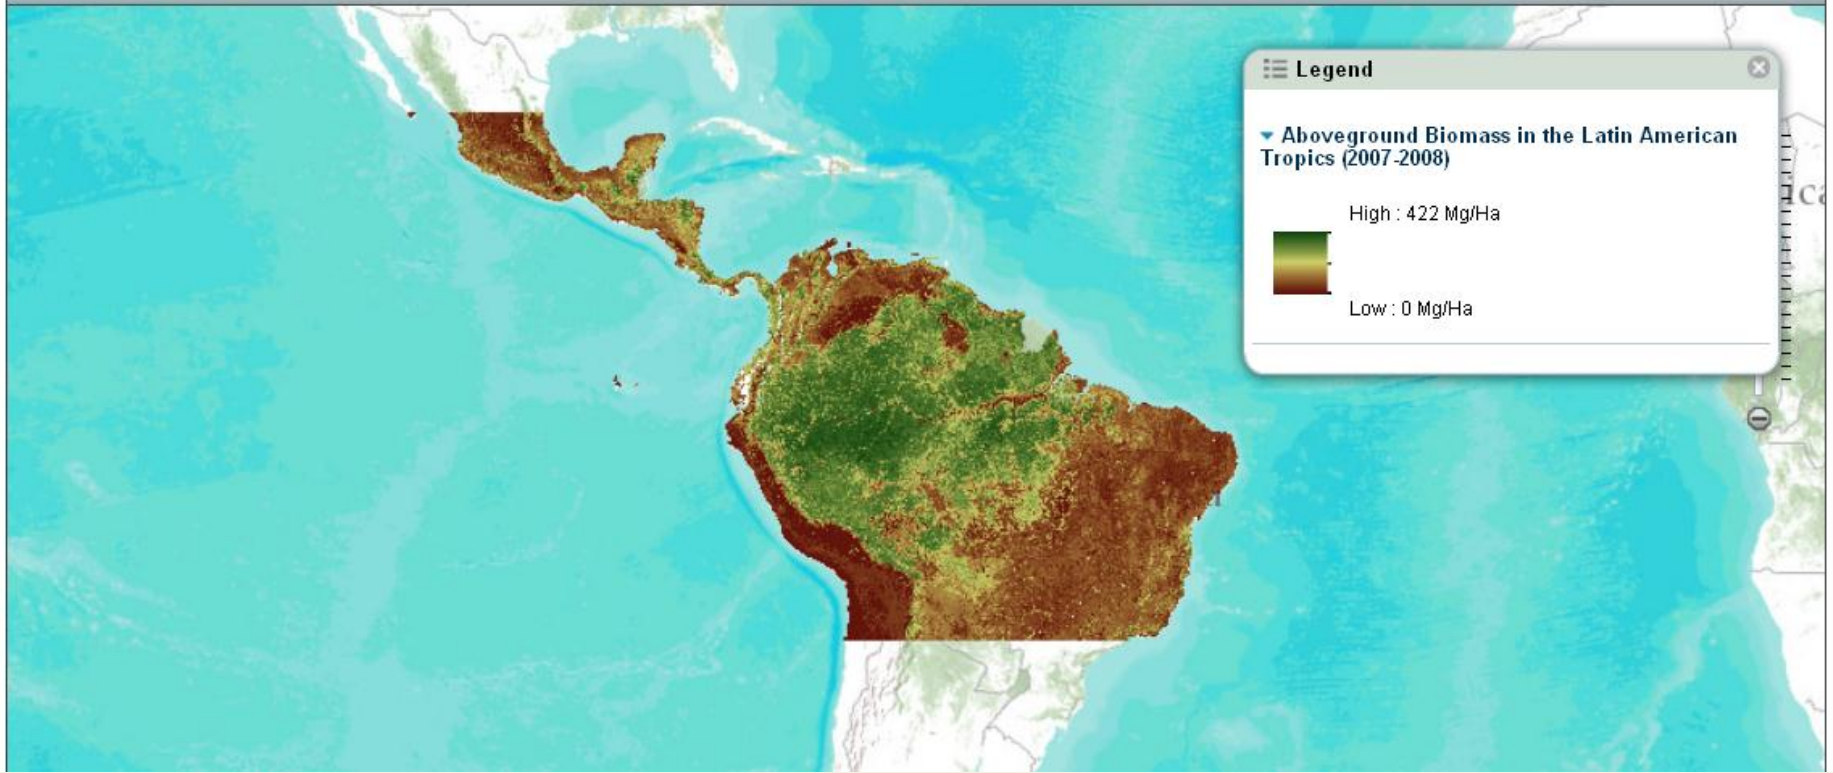 Legend
Aboveground Biomass in the Latin American
Tropics (2007-2008)
High : 422 Mg/Ha
Low : 0 Mg/Ha